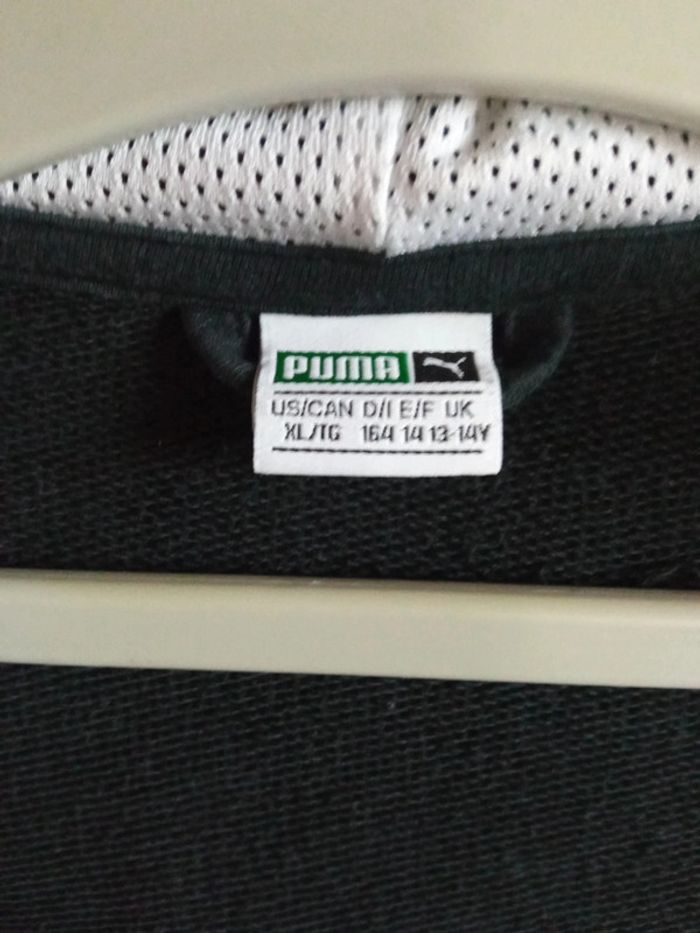 PUMA
US/CAN D/I E/F UK
XL/TG 164 14 13-14Y